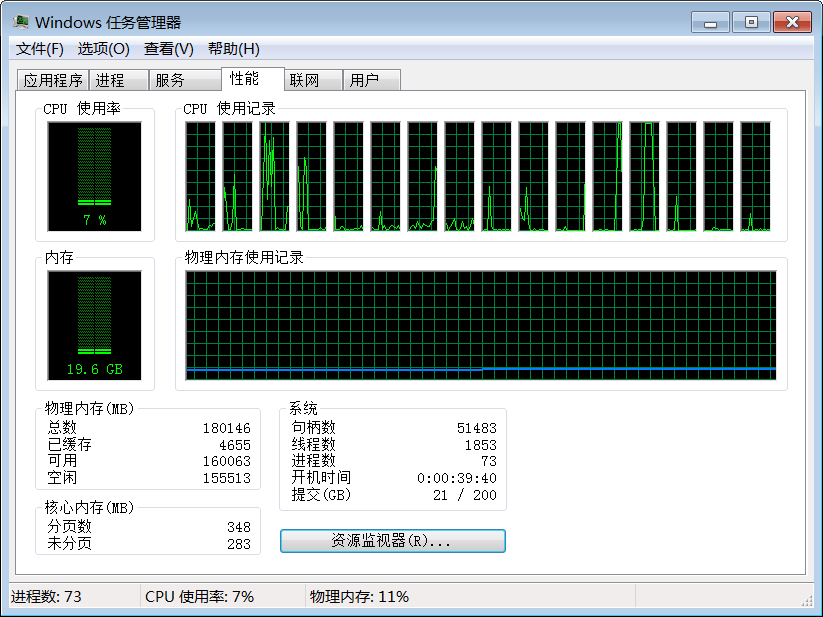 Windows 任务管理器
文件(F) 选项(O) 查看(V) 帮助(H)
应用程序 进程 服务 性能 联网 用户
CPU 使用率 CPU 使用记录
7 %
内存 物理内存使用记录
19.6 GB
物理内存(MB)
总数 180146
已缓存 4655
可用 160063
空闲 155513
系统
句柄数 51483
线程数 1853
进程数 73
开机时间 0:00:39:40
提交(GB) 21 / 200
核心内存(MB)
分页数 348
未分页 283
资源监视器(R)...
进程数: 73 CPU 使用率: 7% 物理内存: 11%